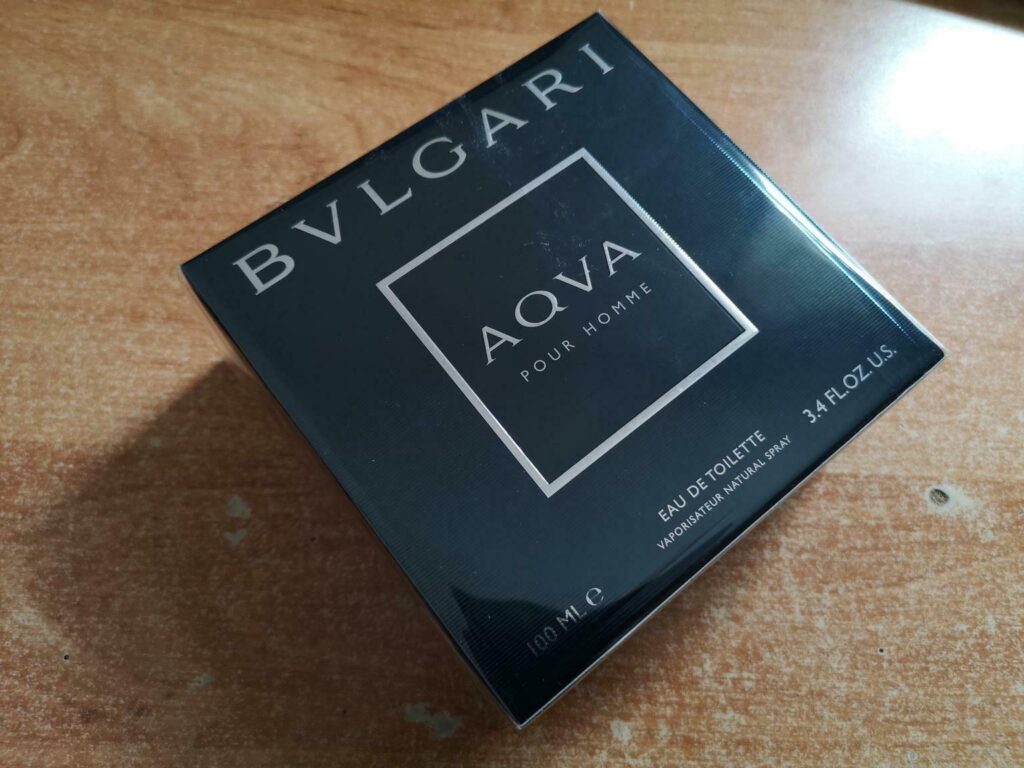 BVLGARI
AQVA
POUR HOMME
EAU DE TOILETTE
VAPORISATEUR NATURAL SPRAY
100 ML ℮
3.4 FL.OZ.U.S.